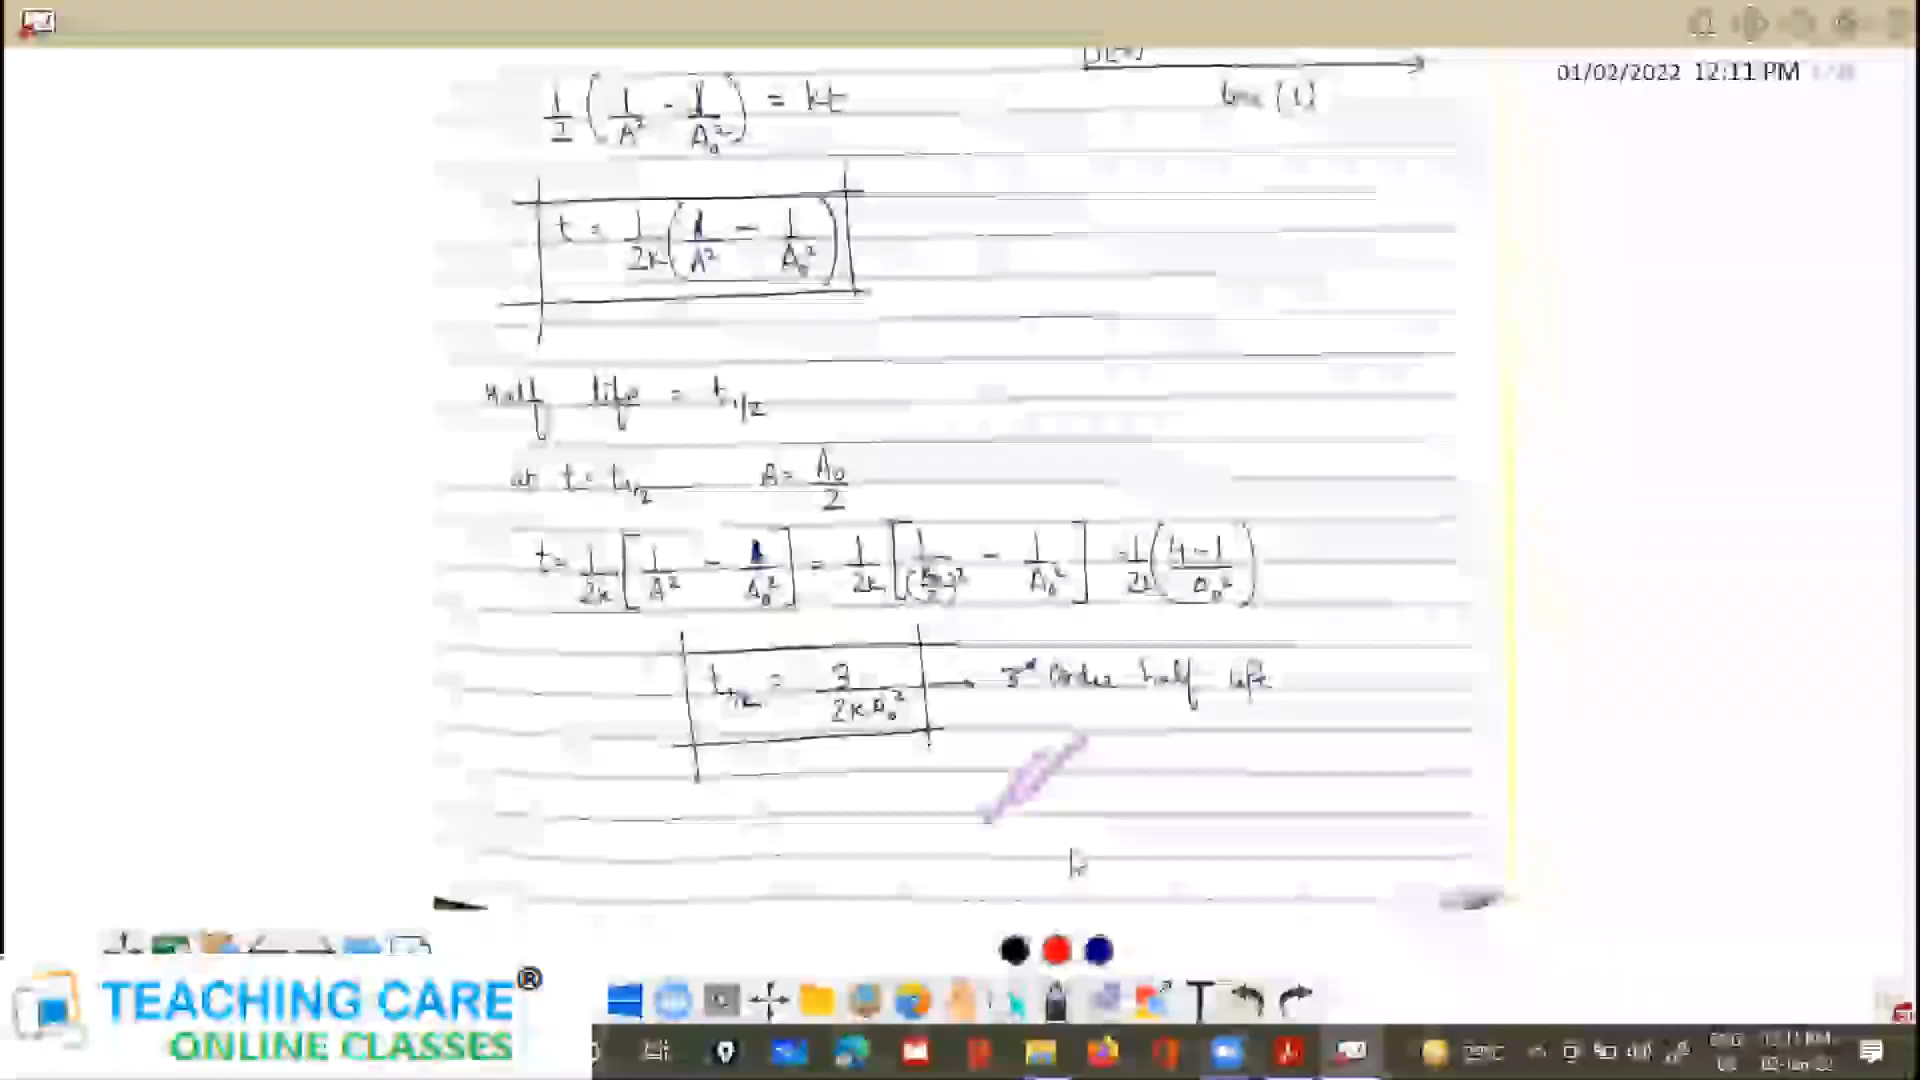 01/02/2022 12:11 PM
1/2 (1/A² - 1/A₀²) = kt
t = 1/2k (1/A² - 1/A₀²)
Half life = t1/2
at t = t1/2 A = A₀/2
t = 1/2k [1/A² - 1/A₀²] = 1/2k [1/(A₀/2)² - 1/A₀²] = 1/2k (4-1/A₀²)
t1/2 = 3/2kA₀² → 3rd Order half left
TEACHING CARE®
ONLINE CLASSES
29°C